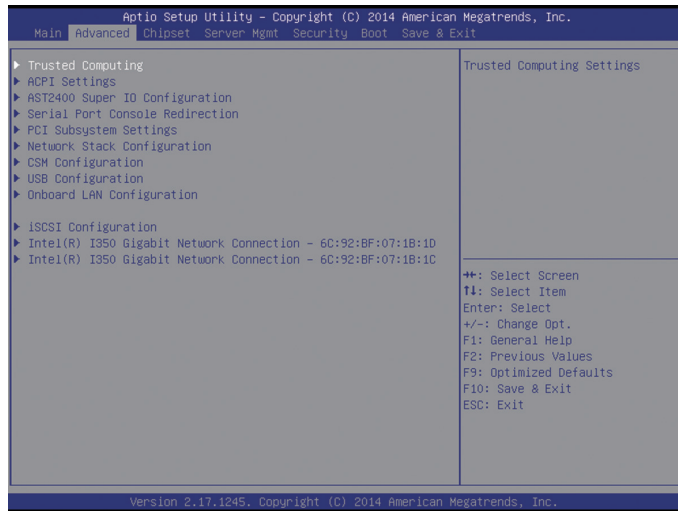 Aptio Setup Utility – Copyright (C) 2014 American Megatrends, Inc.
Main Advanced Chipset Server Mgmt Security Boot Save & Exit
Trusted Computing
ACPI Settings
AST2400 Super IO Configuration
Serial Port Console Redirection
PCI Subsystem Settings
Network Stack Configuration
CSM Configuration
USB Configuration
Onboard LAN Configuration
iSCSI Configuration
Intel(R) I350 Gigabit Network Connection – 6C:92:BF:07:1B:1D
Intel(R) I350 Gigabit Network Connection – 6C:92:BF:07:1B:1C
Trusted Computing Settings
→←: Select Screen
↑↓: Select Item
Enter: Select
+/-: Change Opt.
F1: General Help
F2: Previous Values
F9: Optimized Defaults
F10: Save & Exit
ESC: Exit
Version 2.17.1245. Copyright (C) 2014 American Megatrends, Inc.